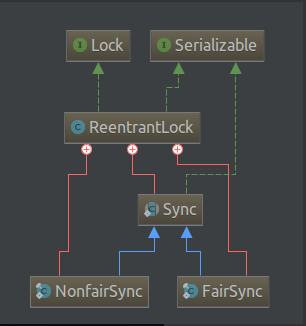 I Lock
I Serializable
C ReentrantLock
C Sync
C NonfairSync
C FairSync